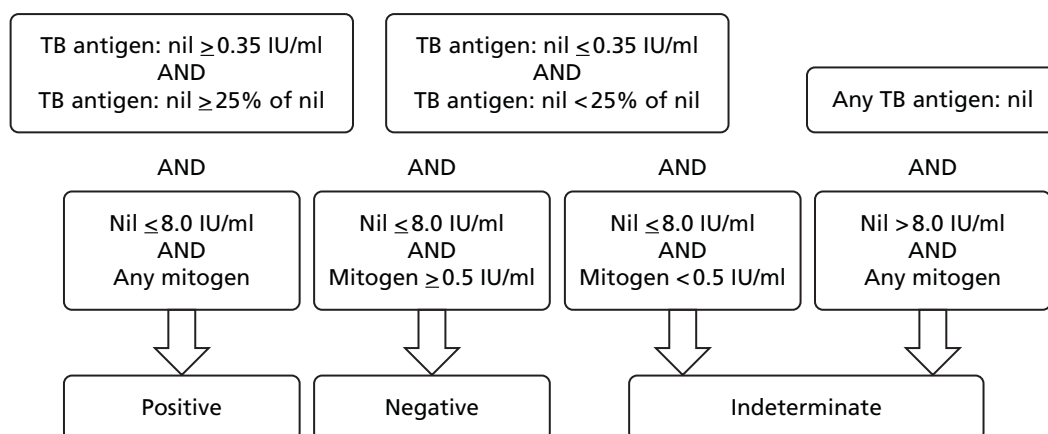 TB antigen: nil ≥0.35 IU/ml
AND
TB antigen: nil ≥25% of nil
TB antigen: nil ≤0.35 IU/ml
AND
TB antigen: nil <25% of nil
Any TB antigen: nil
AND
AND
AND
AND
Nil ≤8.0 IU/ml
AND
Any mitogen
Nil ≤8.0 IU/ml
AND
Mitogen ≥0.5 IU/ml
Nil ≤8.0 IU/ml
AND
Mitogen <0.5 IU/ml
Nil >8.0 IU/ml
AND
Any mitogen
Positive
Negative
Indeterminate